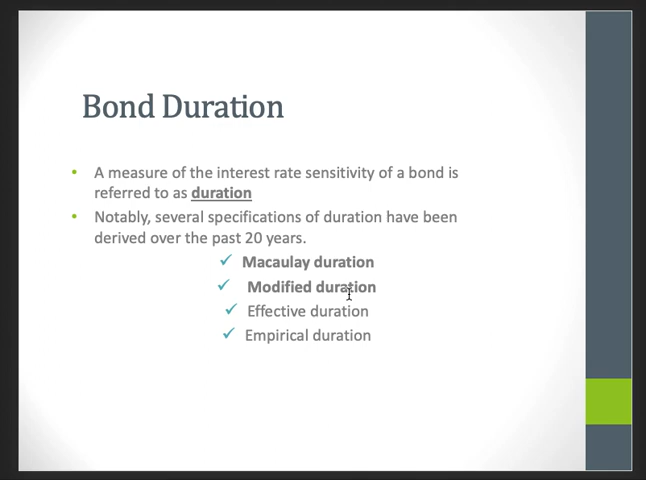 Bond Duration
• A measure of the interest rate sensitivity of a bond is
referred to as duration
• Notably, several specifications of duration have been
derived over the past 20 years.
✓ Macaulay duration
✓ Modified duration
✓ Effective duration
✓ Empirical duration